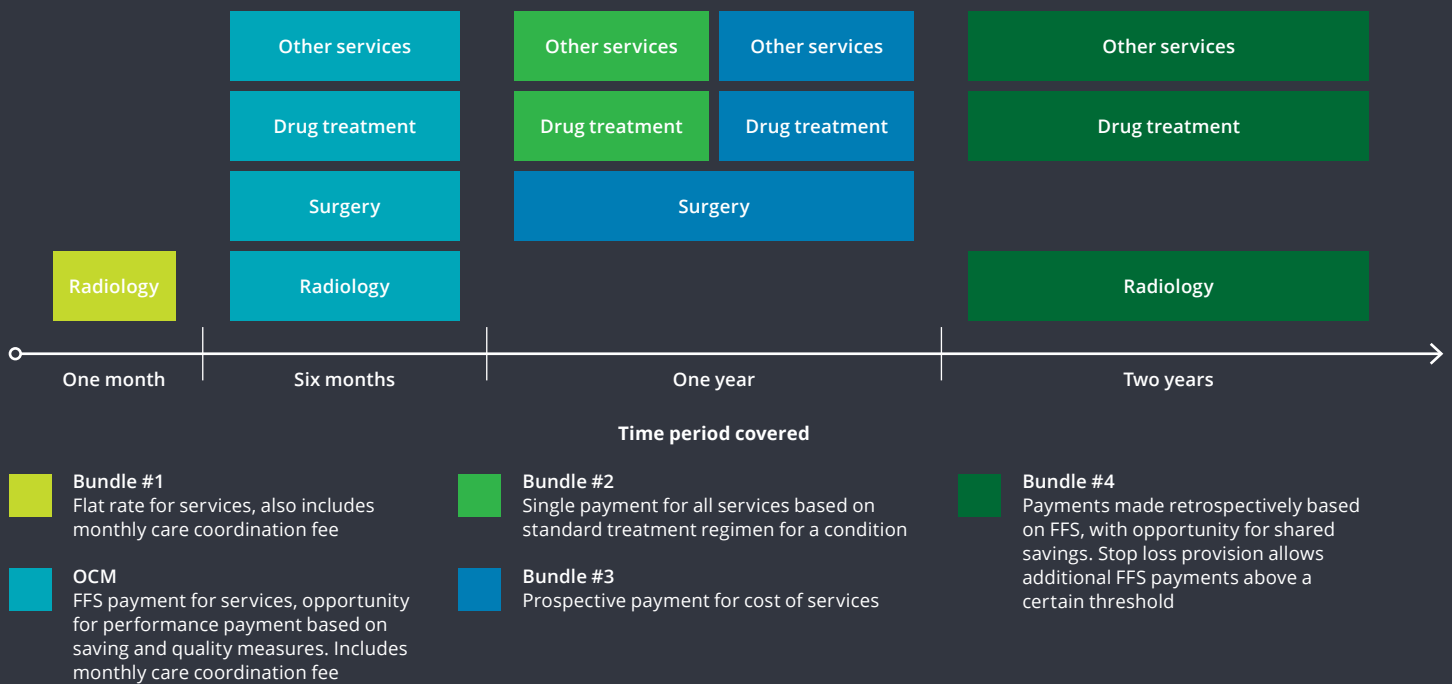 Other services
Other services
Other services
Other services
Drug treatment
Drug treatment
Drug treatment
Drug treatment
Surgery
Surgery
Radiology
Radiology
Radiology
One month
Six months
One year
Two years
Time period covered
Bundle #1
Flat rate for services, also includes
monthly care coordination fee
OCM
FFS payment for services, opportunity
for performance payment based on
saving and quality measures. Includes
monthly care coordination fee
Bundle #2
Single payment for all services based on
standard treatment regimen for a condition
Bundle #3
Prospective payment for cost of services
Bundle #4
Payments made retrospectively based
on FFS, with opportunity for shared
savings. Stop loss provision allows
additional FFS payments above a
certain threshold